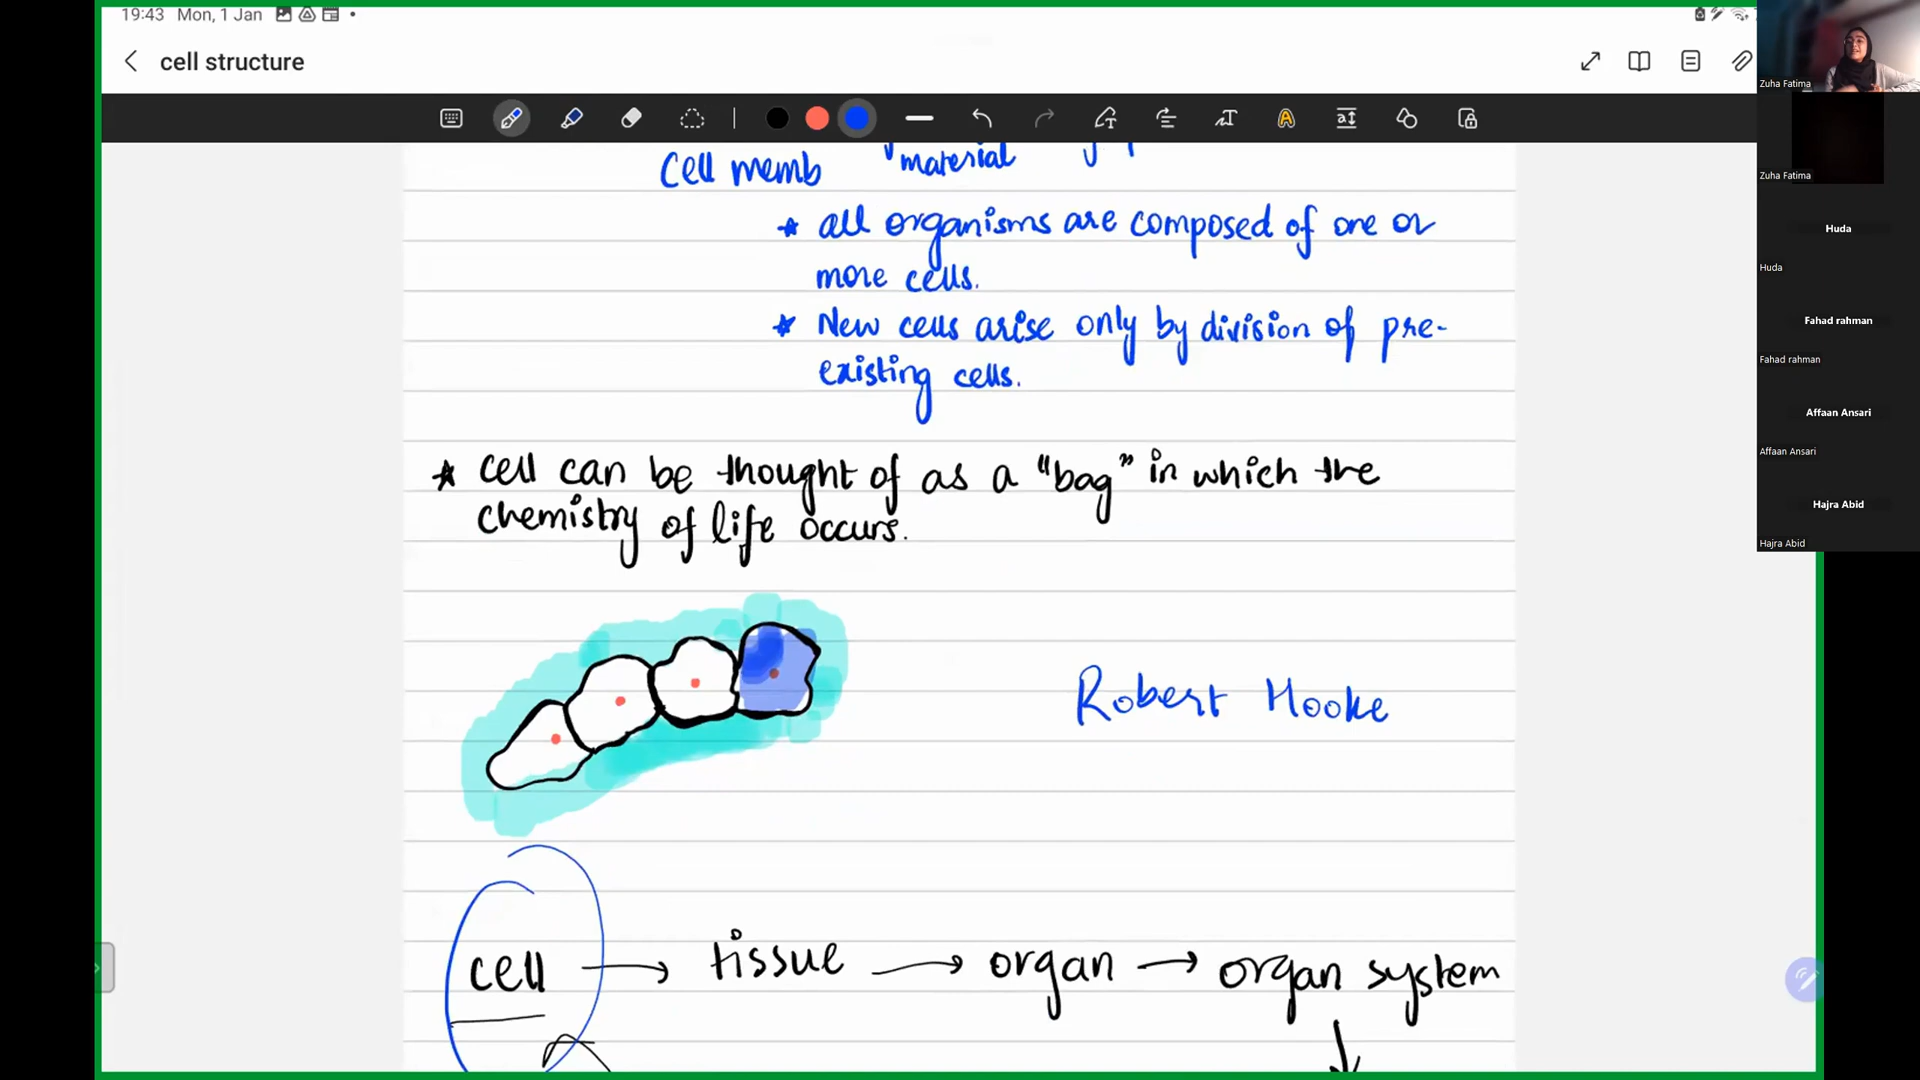 19:43 Mon, 1 Jan
cell structure
Zuha Fatima
Zuha Fatima
Huda
Huda
Fahad rahman
Fahad rahman
Affaan Ansari
Affaan Ansari
Hajra Abid
Hajra Abid
Cell memb
material
* all organisms are composed of one or
more cells.
* New cells arise only by division of pre-
existing cells.
* cell can be thought of as a "bag" in which the
chemistry of life occurs.
Robert Hooke
cell → tissue → organ → organ system